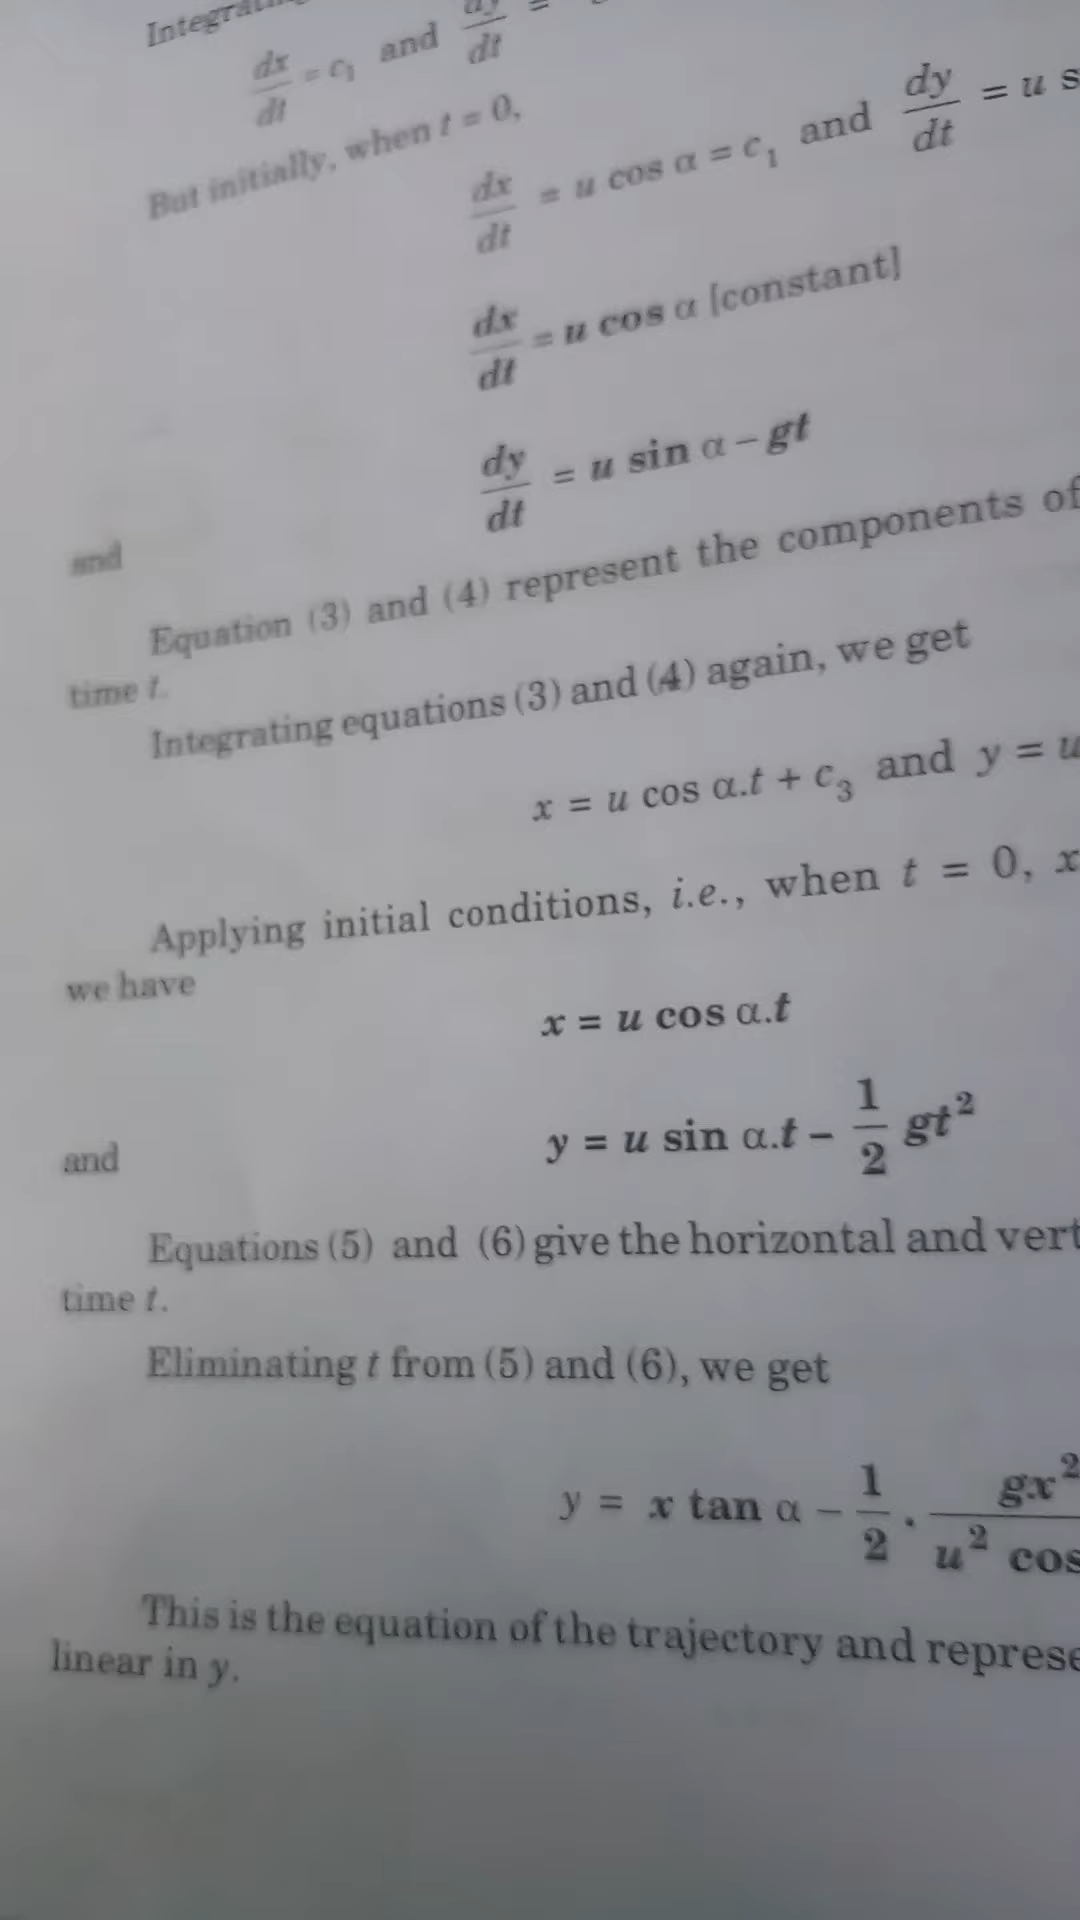 Integrating
dx/dt = c₁ and dy/dt =
But initially, when t = 0,
dx/dt = u cos α = c₁ and dy/dt = u s
dx/dt = u cos α [constant]
and dy/dt = u sin α – gt
Equation (3) and (4) represent the components of
time t.
Integrating equations (3) and (4) again, we get
x = u cos α.t + c₃ and y = u
Applying initial conditions, i.e., when t = 0, x
we have
x = u cos α.t
and y = u sin α.t – 1/2 gt²
Equations (5) and (6) give the horizontal and vert
time t.
Eliminating t from (5) and (6), we get
y = x tan α – 1/2 . gx²/u² cos
This is the equation of the trajectory and represe
linear in y.